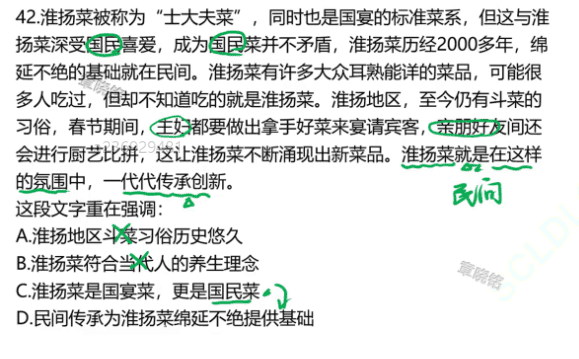 42.淮扬菜被称为“士大夫菜”，同时也是国宴的标准菜系，但这与淮
扬菜深受国民喜爱，成为国民菜并不矛盾，淮扬菜历经2000多年，绵
延不绝的基础就在民间。淮扬菜有许多大众耳熟能详的菜品，可能很
多人吃过，但却不知道吃的就是淮扬菜。淮扬地区，至今仍有斗菜的
习俗，春节期间，主妇都要做出拿手好菜来宴请宾客，亲朋好友间还
会进行厨艺比拼，这让淮扬菜不断涌现出新菜品。淮扬菜就是在这样
的氛围中，一代代传承创新。
民间
这段文字重在强调：
A.淮扬地区斗菜习俗历史悠久
B.淮扬菜符合当代人的养生理念
C.淮扬菜是国宴菜，更是国民菜
D.民间传承为淮扬菜绵延不绝提供基础
章晓铭
章晓铭